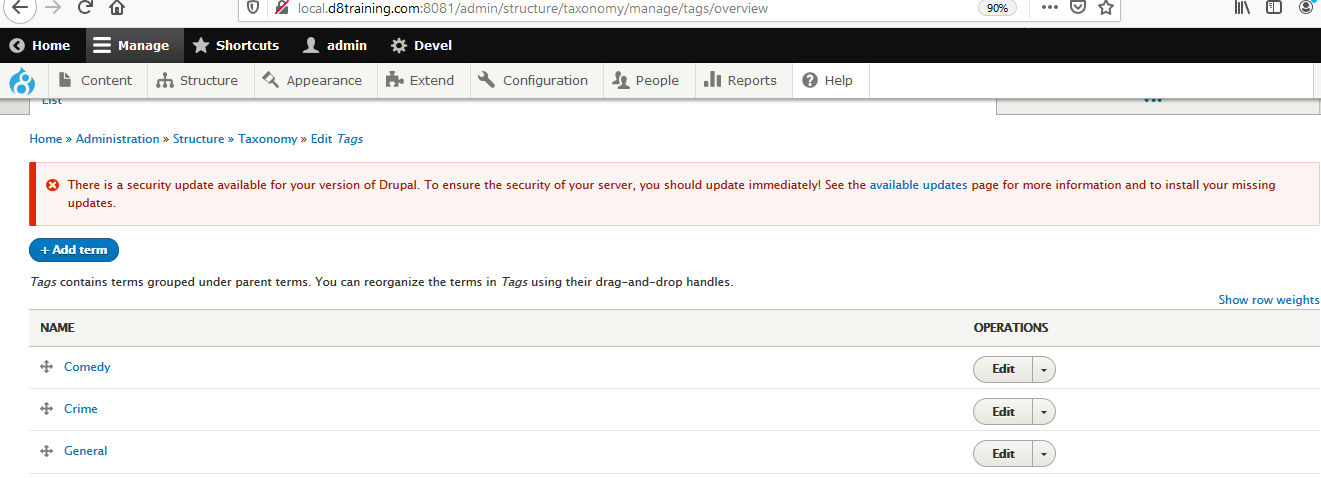 local.d8training.com:8081/admin/structure/taxonomy/manage/tags/overview 90%
Home Manage Shortcuts admin Devel
Content Structure Appearance Extend Configuration People Reports Help
List
Home » Administration » Structure » Taxonomy » Edit Tags
There is a security update available for your version of Drupal. To ensure the security of your server, you should update immediately! See the available updates page for more information and to install your missing
updates.
+ Add term
Tags contains terms grouped under parent terms. You can reorganize the terms in Tags using their drag-and-drop handles.
Show row weights
NAME OPERATIONS
Comedy Edit
Crime Edit
General Edit